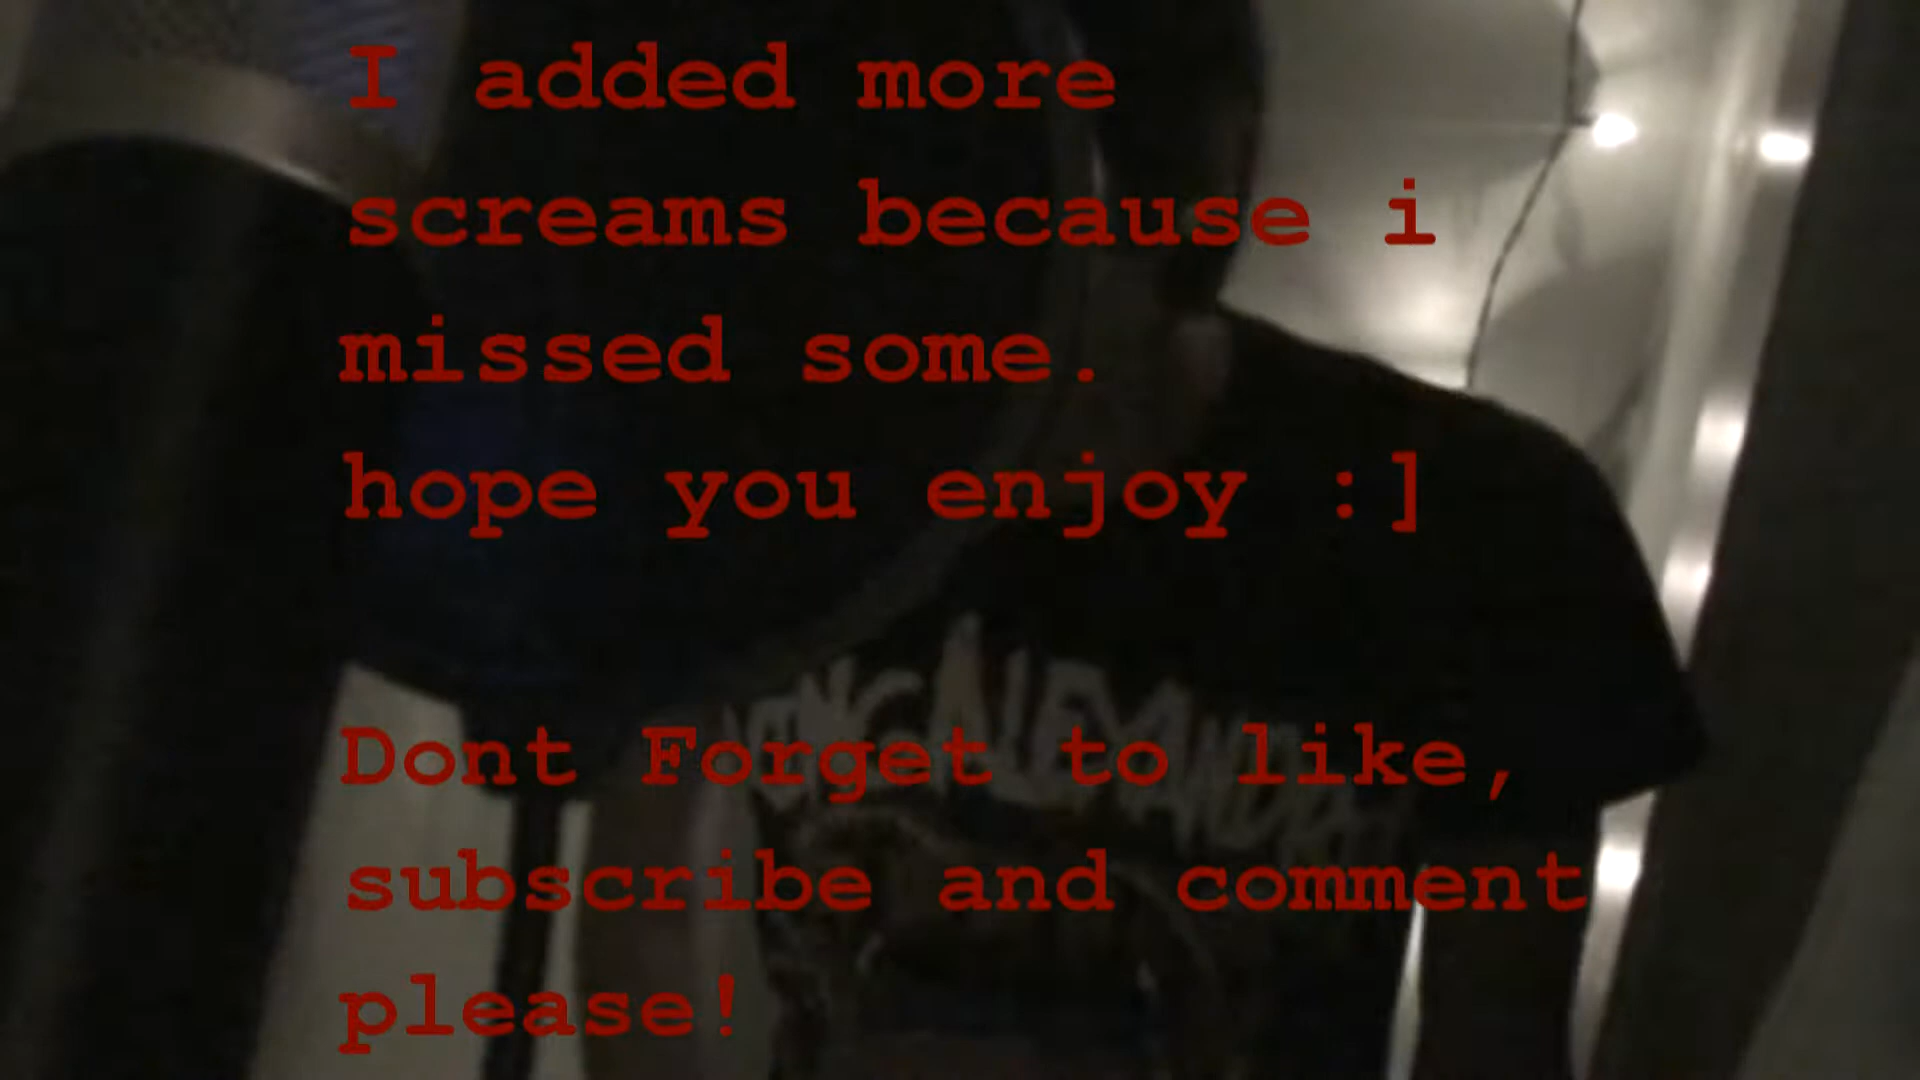 I added more
screams because i
missed some.
hope you enjoy :]
Dont Forget to like,
subscribe and comment
please!